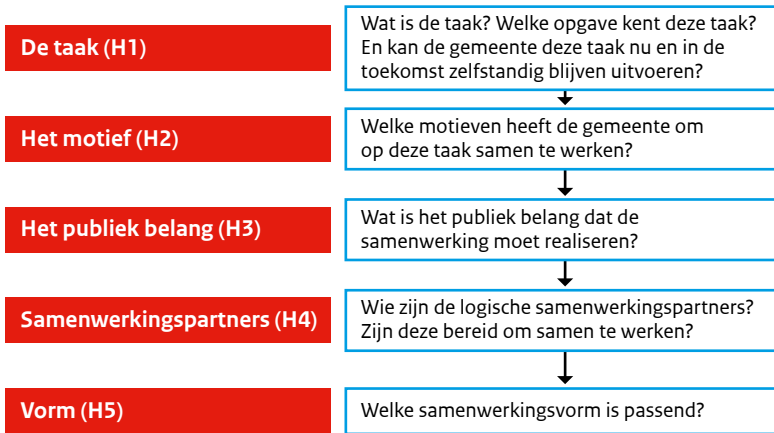 De taak (H1)
Wat is de taak? Welke opgave kent deze taak?
En kan de gemeente deze taak nu en in de
toekomst zelfstandig blijven uitvoeren?
Het motief (H2)
Welke motieven heeft de gemeente om
op deze taak samen te werken?
Het publiek belang (H3)
Wat is het publiek belang dat de
samenwerking moet realiseren?
Samenwerkingspartners (H4)
Wie zijn de logische samenwerkingspartners?
Zijn deze bereid om samen te werken?
Vorm (H5)
Welke samenwerkingsvorm is passend?